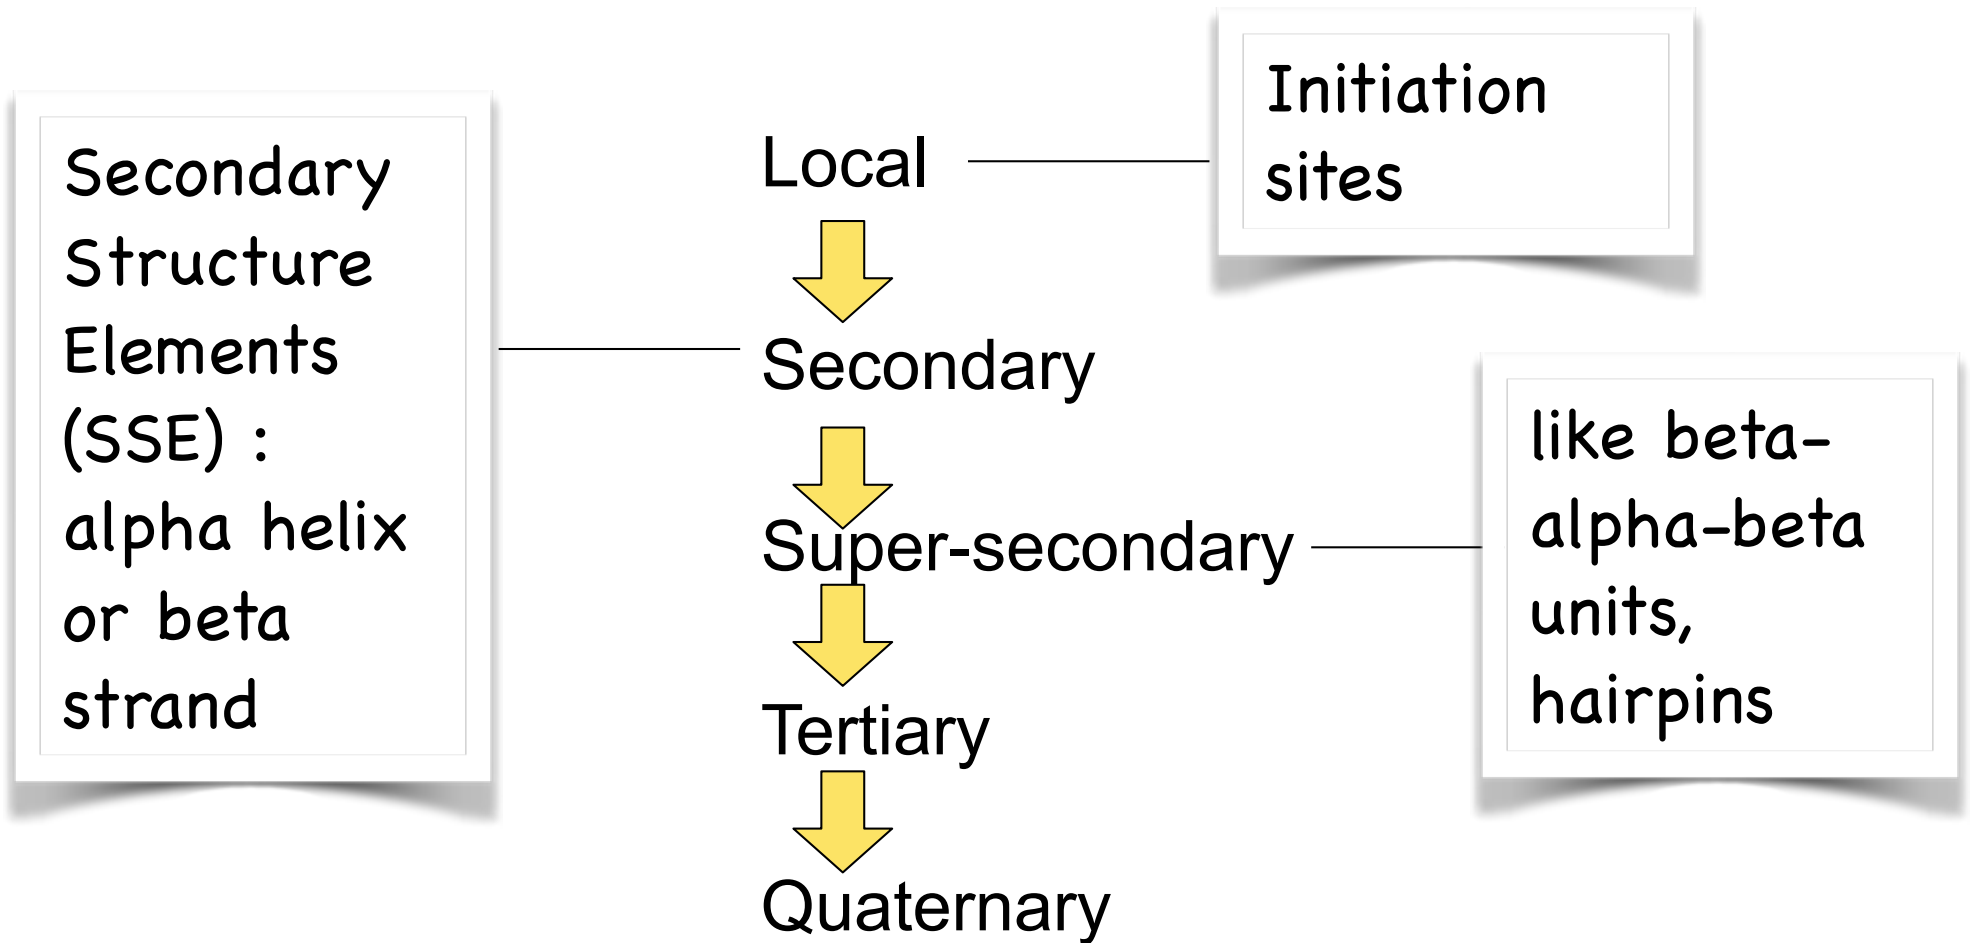 Initiation
sites
Local
Secondary
Structure
Elements
(SSE) :
alpha helix
or beta
strand
Secondary
like beta-
alpha-beta
units,
hairpins
Super-secondary
Tertiary
Quaternary